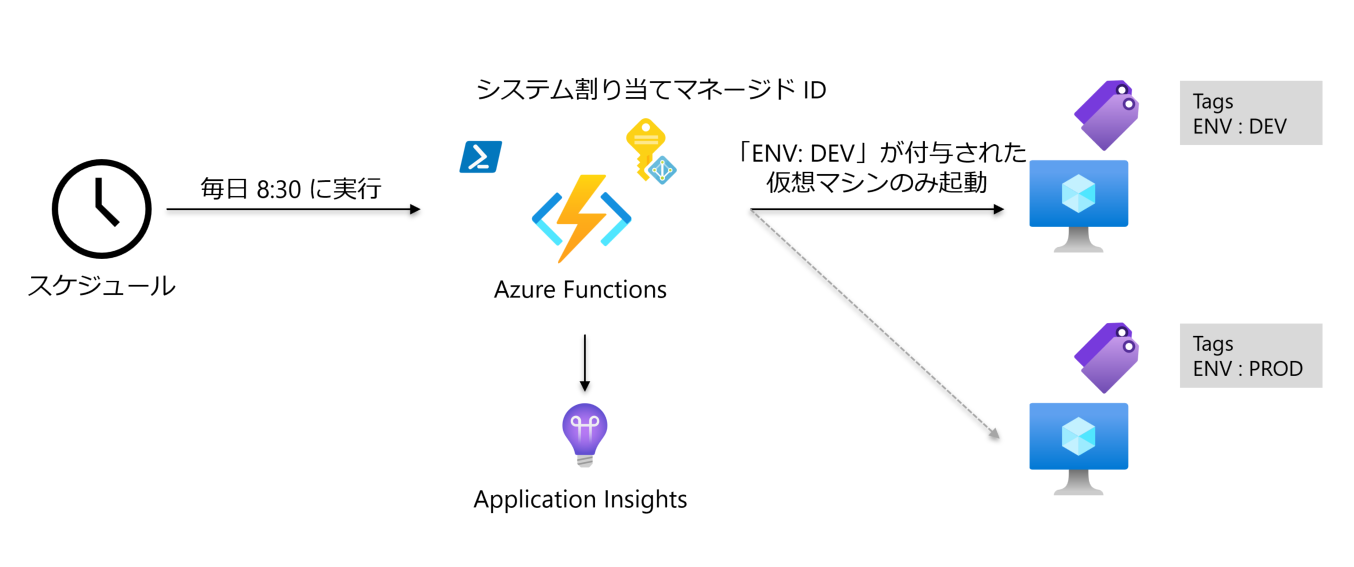 システム割り当てマネージド ID
Tags
ENV : DEV
「ENV: DEV」が付与された
仮想マシンのみ起動
毎日 8:30 に実行
スケジュール
Azure Functions
Tags
ENV : PROD
Application Insights